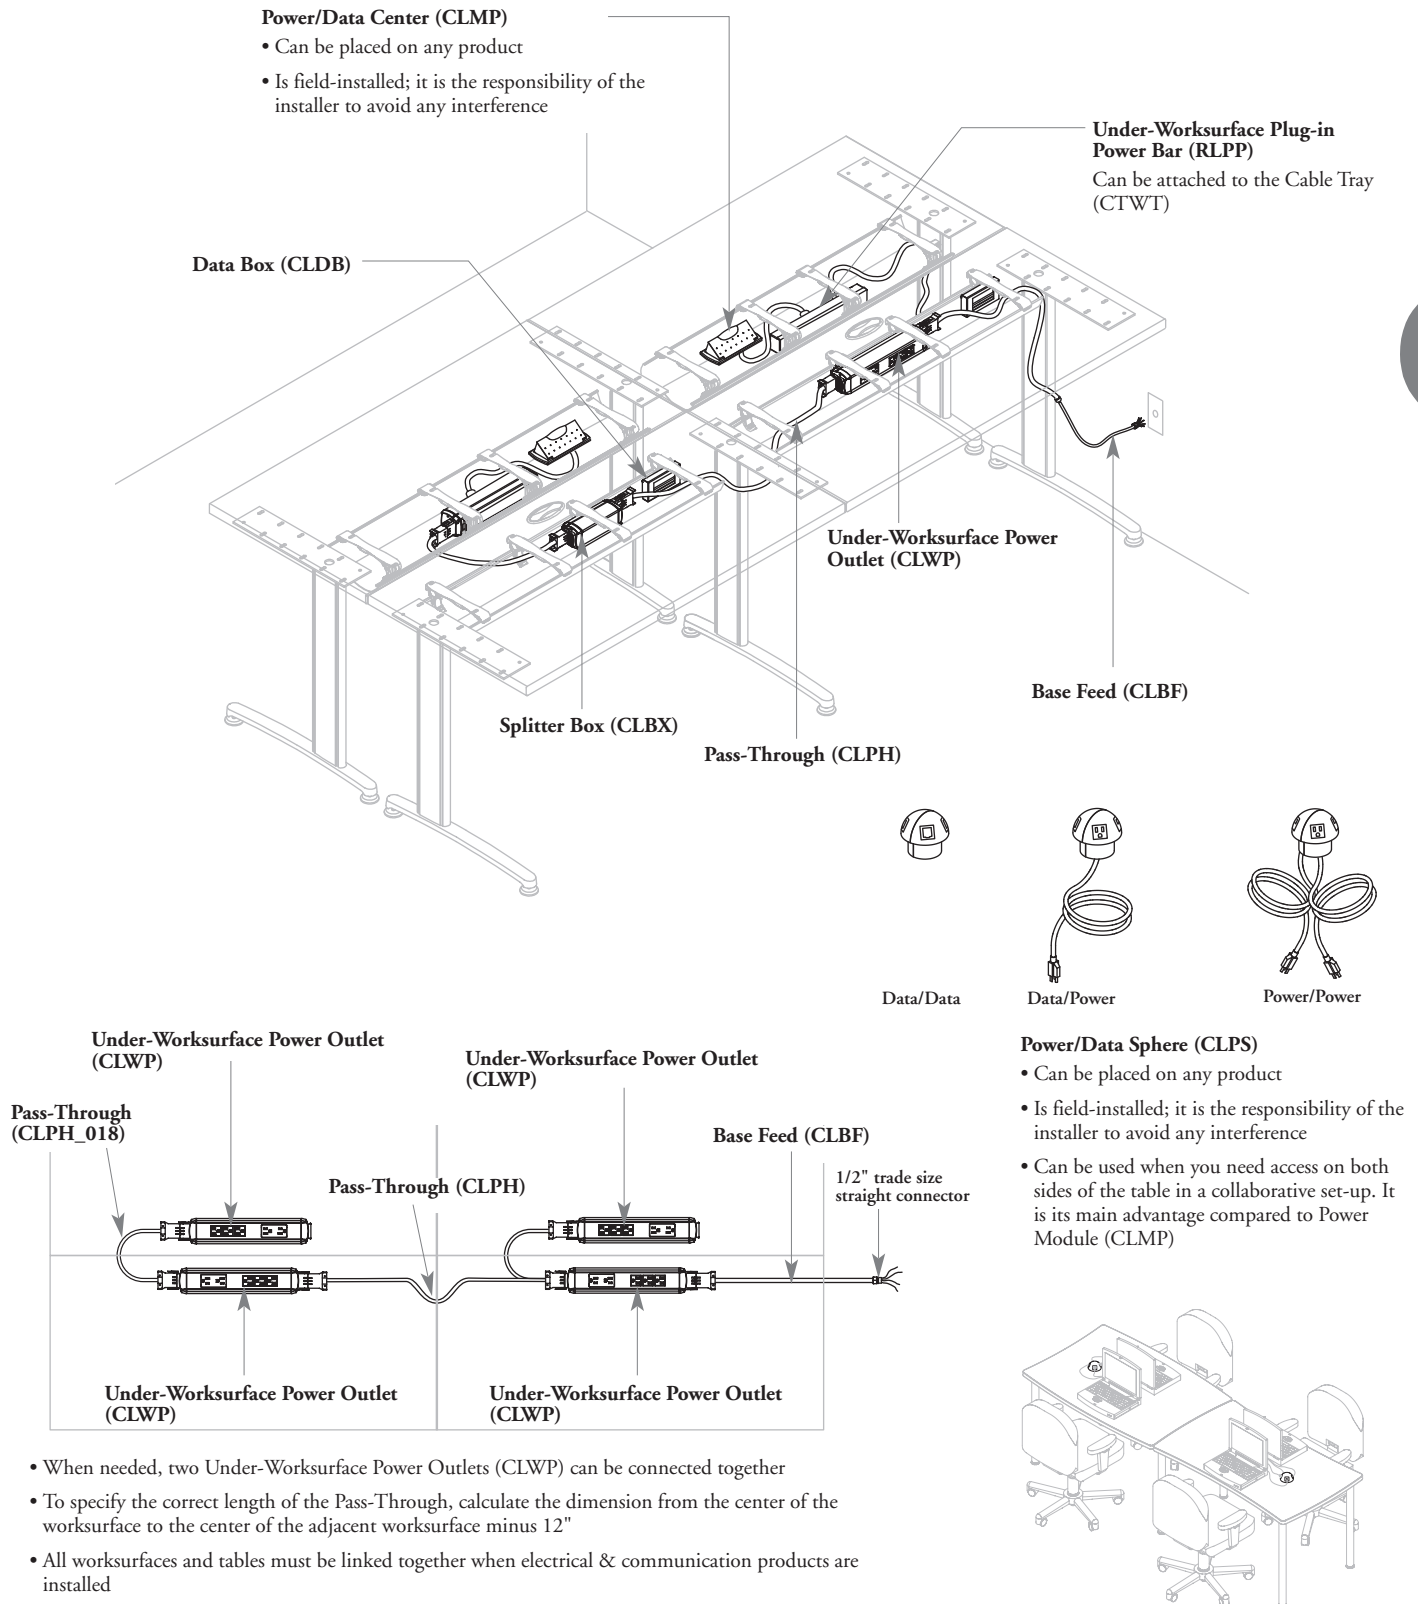 Power/Data Center (CLMP)
• Can be placed on any product
• Is field-installed; it is the responsibility of the
installer to avoid any interference
Under-Worksurface Plug-in
Power Bar (RLPP)
Can be attached to the Cable Tray
(CTWT)
Data Box (CLDB)
Under-Worksurface Power
Outlet (CLWP)
Base Feed (CLBF)
Splitter Box (CLBX)
Pass-Through (CLPH)
Data/Data
Data/Power
Power/Power
Under-Worksurface Power Outlet
(CLWP)
Under-Worksurface Power Outlet
(CLWP)
Pass-Through
(CLPH_018)
Base Feed (CLBF)
Pass-Through (CLPH)
1/2" trade size
straight connector
Under-Worksurface Power Outlet
(CLWP)
Under-Worksurface Power Outlet
(CLWP)
Power/Data Sphere (CLPS)
• Can be placed on any product
• Is field-installed; it is the responsibility of the
installer to avoid any interference
• Can be used when you need access on both
sides of the table in a collaborative set-up. It
is its main advantage compared to Power
Module (CLMP)
• When needed, two Under-Worksurface Power Outlets (CLWP) can be connected together
• To specify the correct length of the Pass-Through, calculate the dimension from the center of the
worksurface to the center of the adjacent worksurface minus 12"
• All worksurfaces and tables must be linked together when electrical & communication products are
installed